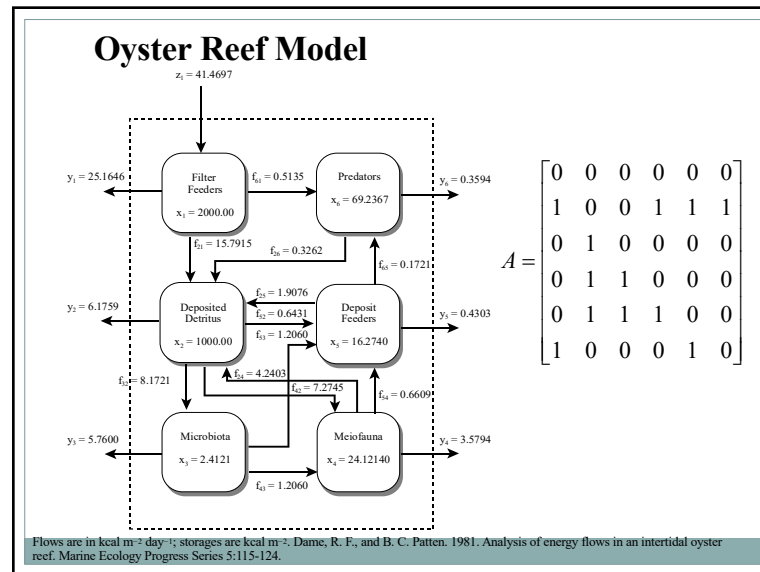 Oyster Reef Model
z₁ = 41.4697
y₁ = 25.1646
Filter
Feeders
x₁ = 2000.00
f₆₁ = 0.5135
Predators
x₆ = 69.2367
y₆ = 0.3594
f₂₁ = 15.7915
f₂₆ = 0.3262
f₆₅ = 0.1721
y₂ = 6.1759
Deposited
Detritus
x₂ = 1000.00
f₂₅ = 1.9076
f₅₂ = 0.6431
f₅₃ = 1.2060
Deposit
Feeders
x₅ = 16.2740
y₅ = 0.4303
f₃₂ = 8.1721
f₂₄ = 4.2403
f₄₂ = 7.2745
f₅₄ = 0.6609
y₃ = 5.7600
Microbiota
x₃ = 2.4121
f₄₃ = 1.2060
Meiofauna
x₄ = 24.12140
y₄ = 3.5794
A =
0 0 0 0 0 0
1 0 0 1 1 1
0 1 0 0 0 0
0 1 1 0 0 0
0 1 1 1 0 0
1 0 0 0 1 0
Flows are in kcal m⁻² day⁻¹; storages are kcal m⁻². Dame, R. F., and B. C. Patten. 1981. Analysis of energy flows in an intertidal oyster
reef. Marine Ecology Progress Series 5:115-124.